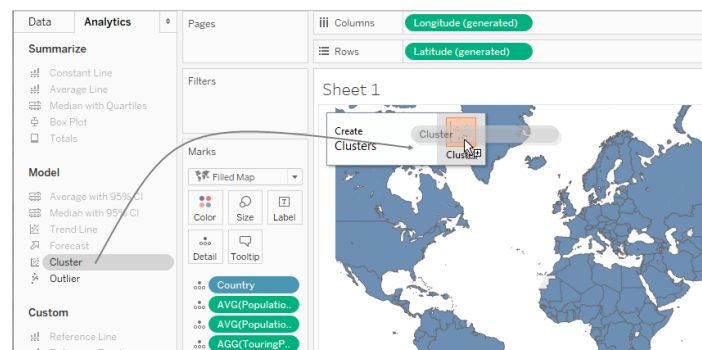 Data
Analytics
Summarize
Constant Line
Average Line
Median with Quartiles
Box Plot
Totals
Model
Average with 95% CI
Median with 95% CI
Trend Line
Forecast
Cluster
Outlier
Custom
Reference Line
Pages
Filters
Marks
Filled Map
Color
Size
Label
Detail
Tooltip
Country
AVG(Populatio..
AVG(Populatio..
AGG(TouringP..
Columns
Longitude (generated)
Rows
Latitude (generated)
Sheet 1
Create
Clusters
Cluster